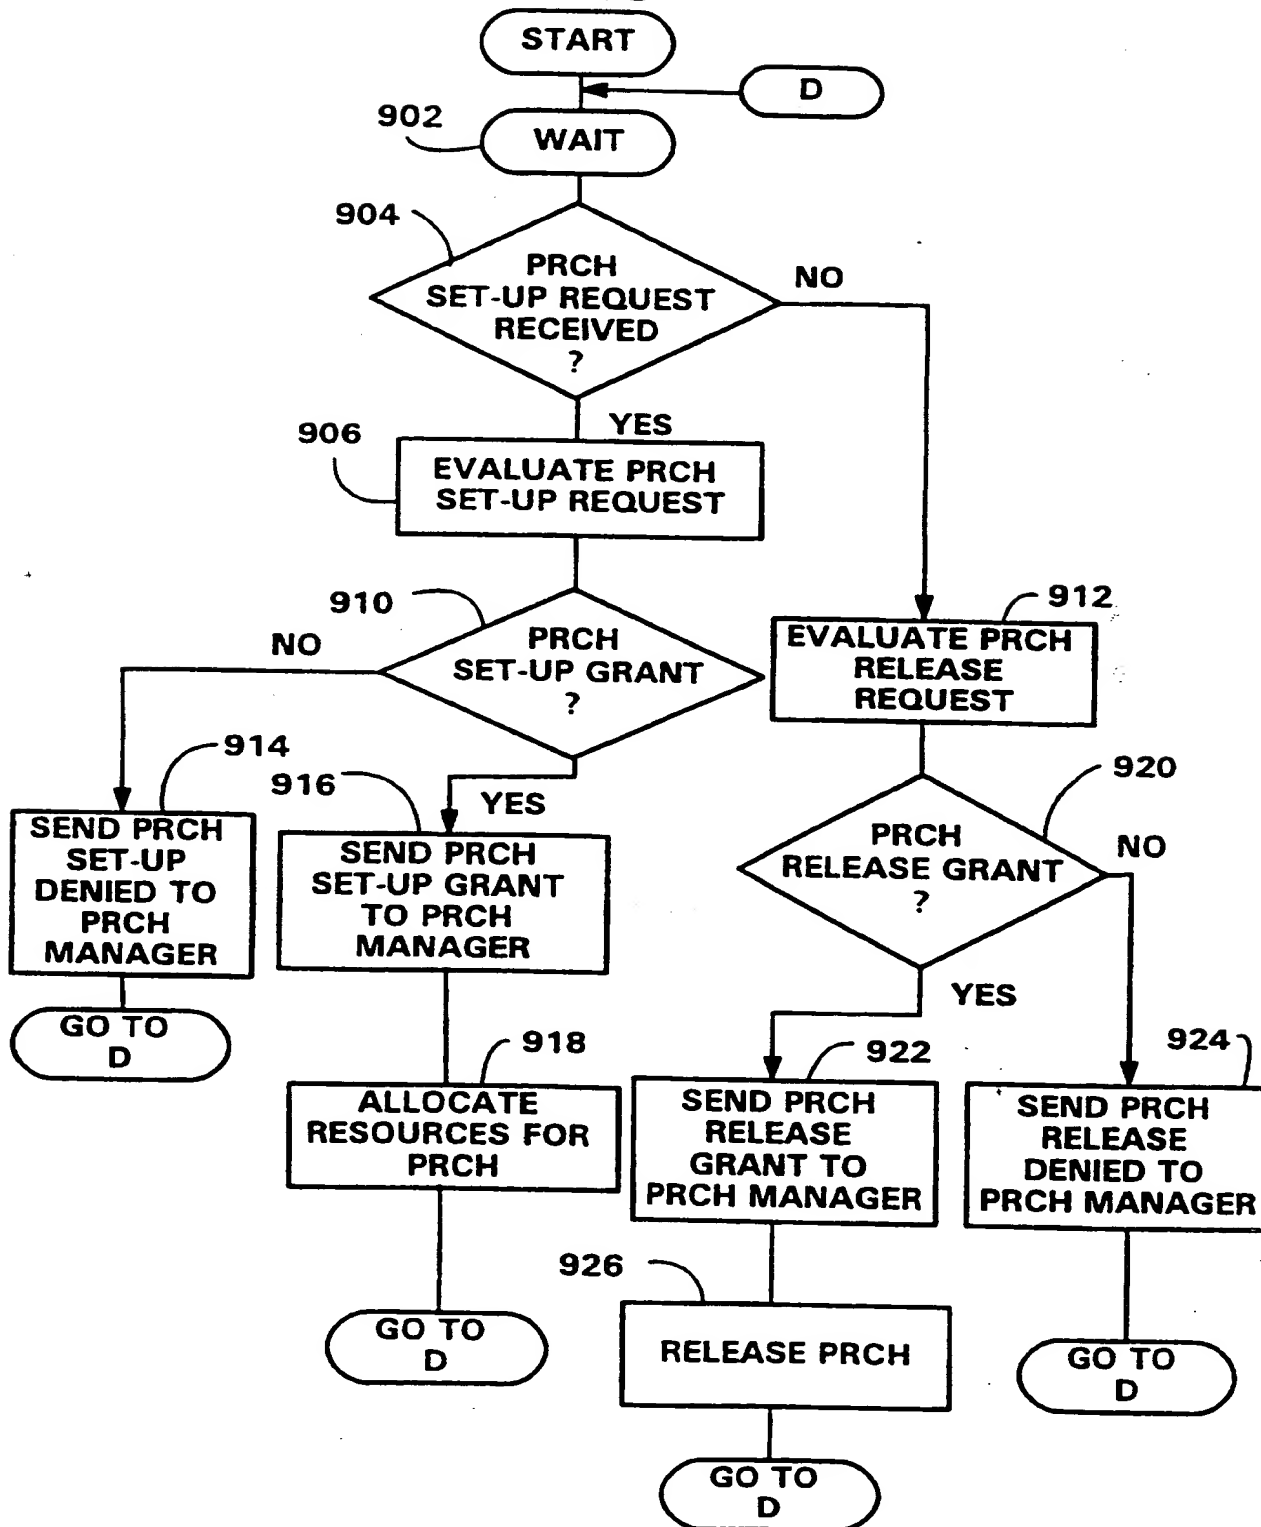 START
D
902
WAIT
904
PRCH
SET-UP REQUEST
RECEIVED
?
NO
YES
906
EVALUATE PRCH
SET-UP REQUEST
910
PRCH
SET-UP GRANT
?
NO
912
EVALUATE PRCH
RELEASE
REQUEST
914
SEND PRCH
SET-UP
DENIED TO
PRCH
MANAGER
GO TO
D
916
YES
SEND PRCH
SET-UP GRANT
TO PRCH
MANAGER
918
ALLOCATE
RESOURCES FOR
PRCH
GO TO
D
920
PRCH
RELEASE GRANT
?
NO
YES
922
SEND PRCH
RELEASE
GRANT TO
PRCH MANAGER
924
SEND PRCH
RELEASE
DENIED TO
PRCH MANAGER
926
RELEASE PRCH
GO TO
D
GO TO
D